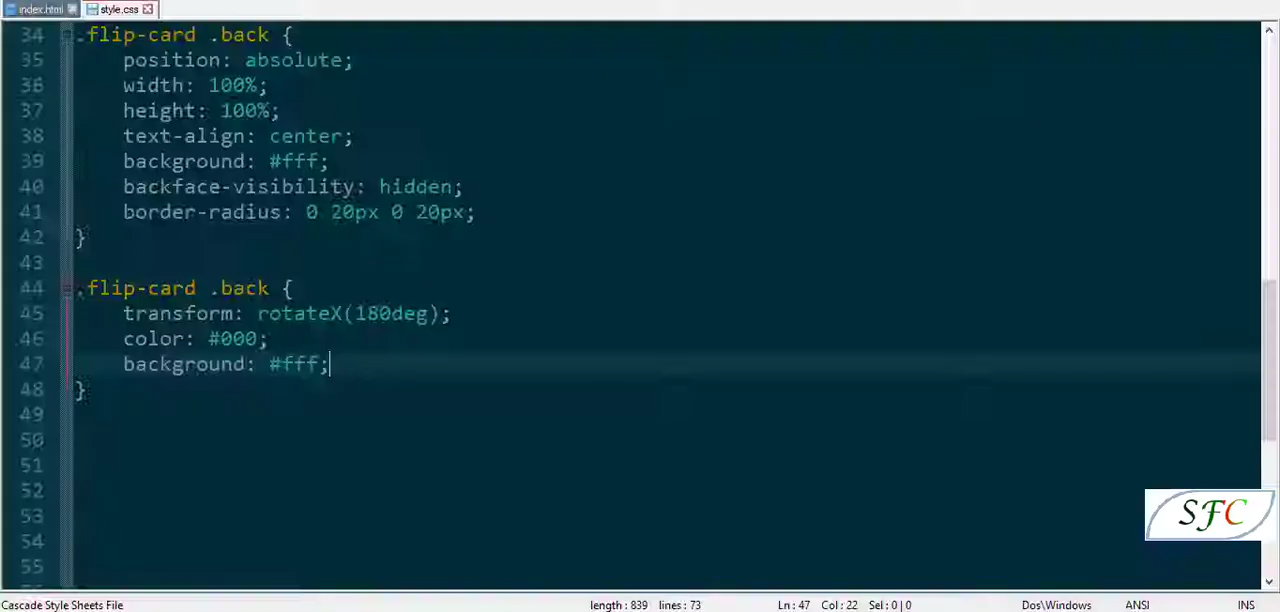 index.html style.css
34 .flip-card .back {
35 position: absolute;
36 width: 100%;
37 height: 100%;
38 text-align: center;
39 background: #fff;
40 backface-visibility: hidden;
41 border-radius: 0 20px 0 20px;
42 }
43
44 .flip-card .back {
45 transform: rotateX(180deg);
46 color: #000;
47 background: #fff;
48 }
49
50
51
52
53
54
55
SFC
Cascade Style Sheets File length : 839 lines : 73 Ln : 47 Col : 22 Sel : 0 | 0 Dos\Windows ANSI INS